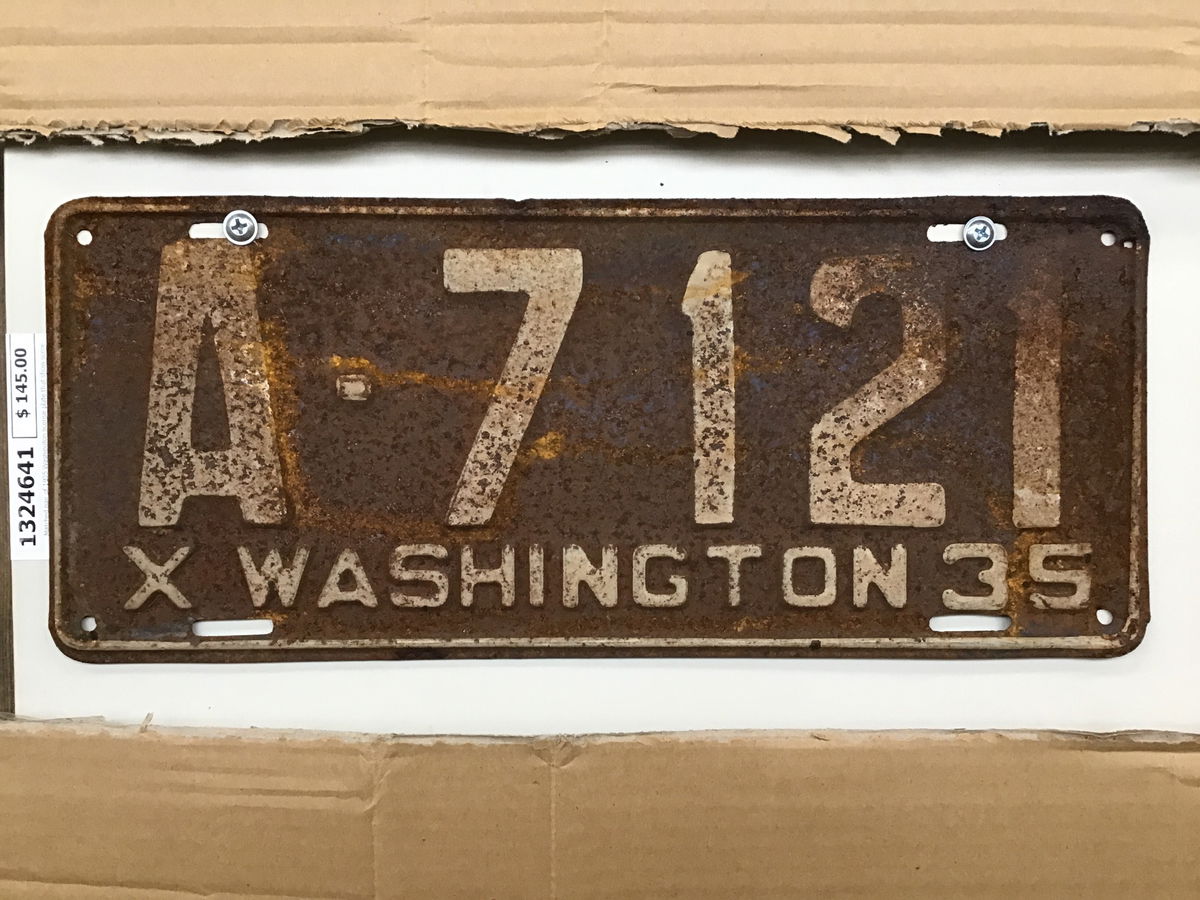 A-7121
X WASHINGTON 35
1324641
$ 145.00